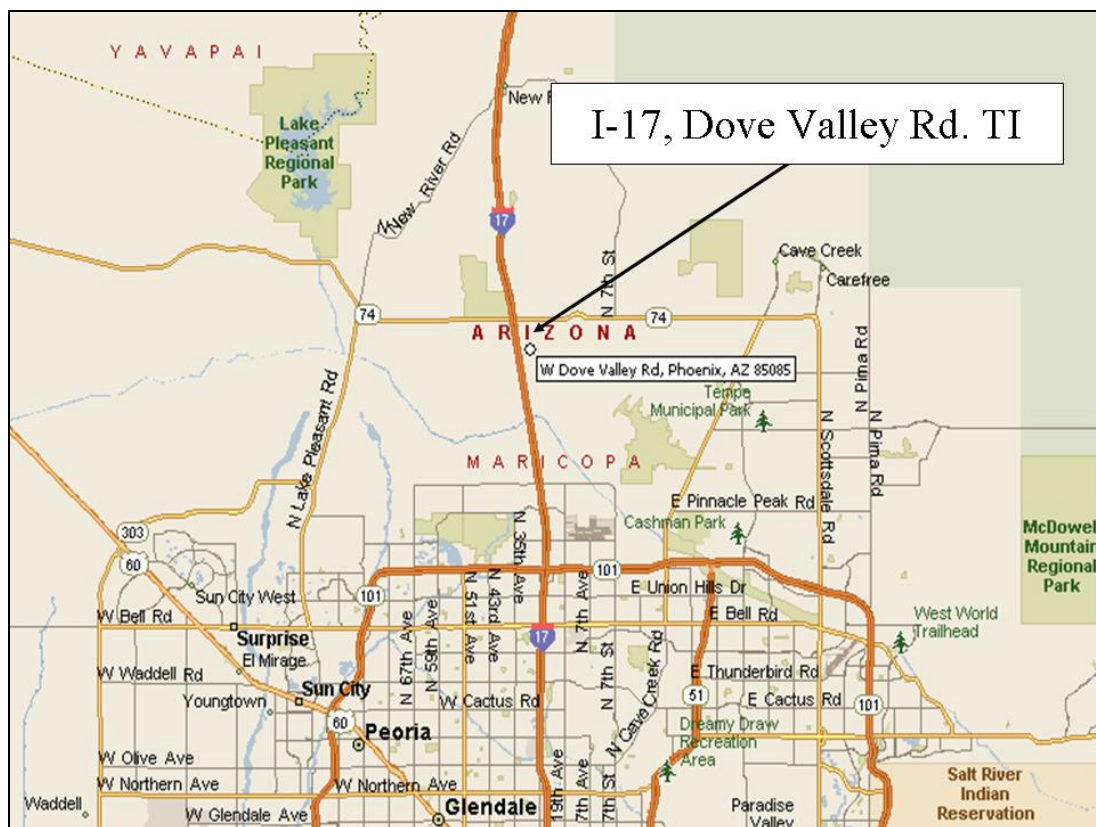 YAVAPAI
Lake
Pleasant
Regional
Park
New
I-17, Dove Valley Rd. TI
New River Rd
17
N 7th St
Cave Creek
Carefree
74
ARIZONA
74
W Dove Valley Rd, Phoenix, AZ 85085
Tempe
Municipal Park
N Pima Rd
N Pima Rd
N Scottsdale Rd
N Lake Pleasant Rd
MARICOPA
E Pinnacle Peak Rd
Cashman Park
McDowell
Mountain
Regional
Park
303
60
N 35th Ave
N 43rd Ave
N 51st Ave
N 59th Ave
N 67th Ave
N 7th Ave
101
101
E Union Hills Dr
Sun City West
W Bell Rd
E Bell Rd
West World
Trailhead
Surprise
El Mirage
17
N 7th St
N Cave Creek Rd
W Waddell Rd
E Thunderbird Rd
Youngtown
Sun City
W Cactus Rd
51
E Cactus Rd
101
60
Peoria
Dreamy Draw
Recreation
Area
W Olive Ave
W Northern Ave
W Northern Ave
Salt River
Indian
Reservation
Waddell
W Glendale Ave
Glendale
19th Ave
7th Ave
7th St
Paradise
Valley